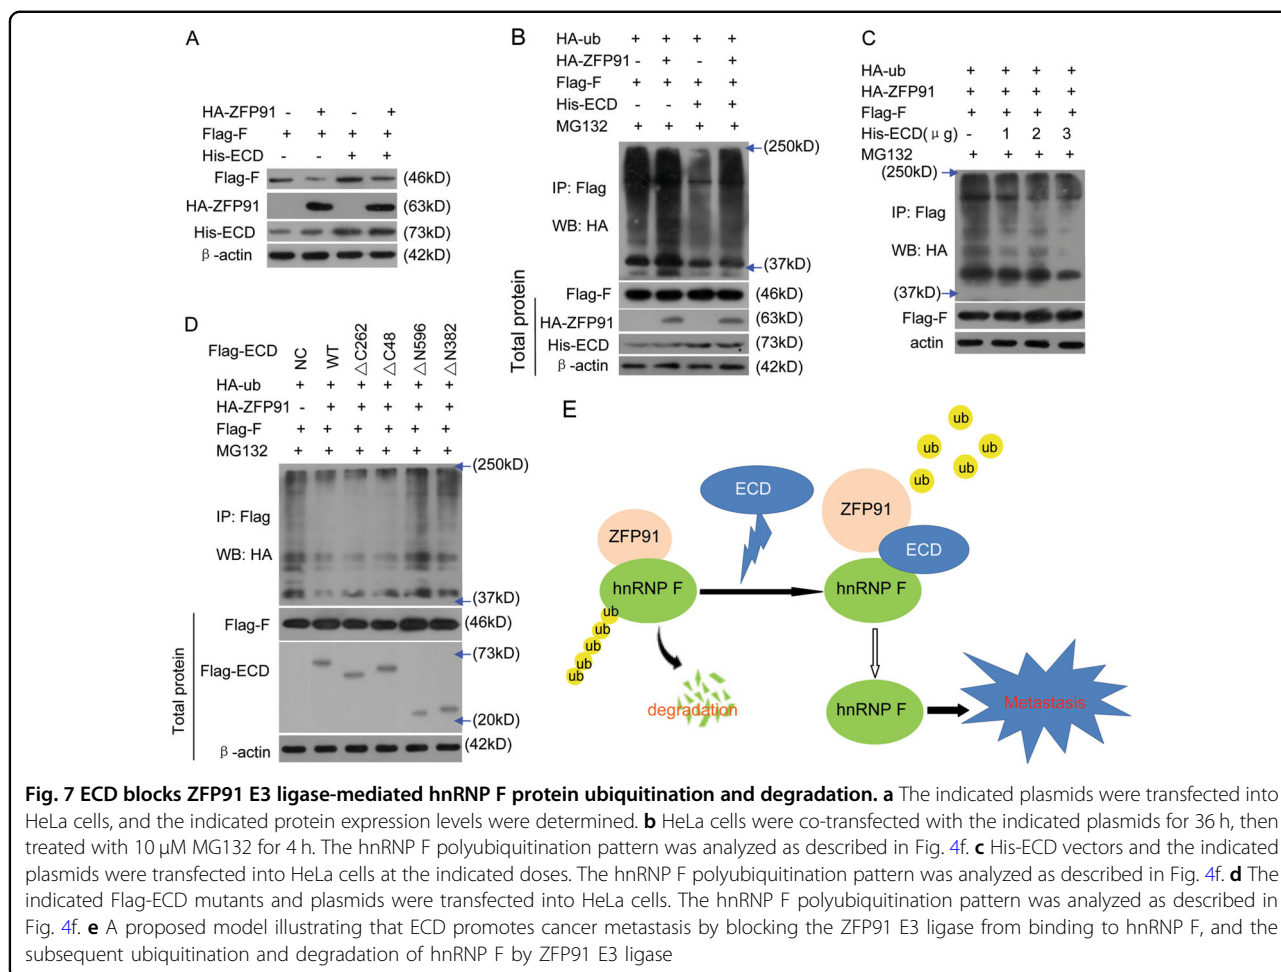 A
HA-ZFP91 - + - +
Flag-F + + + +
His-ECD - - + +
Flag-F (46kD)
HA-ZFP91 (63kD)
His-ECD (73kD)
β-actin (42kD)
B
HA-ub + + + +
HA-ZFP91 - + - +
Flag-F + + + +
His-ECD - - + +
MG132 + + + +
(250kD)
IP: Flag
WB: HA
(37kD)
Total protein
Flag-F (46kD)
HA-ZFP91 (63kD)
His-ECD (73kD)
β-actin (42kD)
C
HA-ub + + + +
HA-ZFP91 + + + +
Flag-F + + + +
His-ECD(μg) - 1 2 3
MG132 + + + +
(250kD)
IP: Flag
WB: HA
(37kD)
Flag-F
actin
D
Flag-ECD NC WT △C262 △C48 △N596 △N382
HA-ub + + + + + +
HA-ZFP91 - + + + + +
Flag-F + + + + + +
MG132 + + + + + +
(250kD)
IP: Flag
WB: HA
(37kD)
Total protein
Flag-F (46kD)
(73kD)
Flag-ECD
(20kD)
β-actin (42kD)
E
ZFP91
hnRNP F
ub
ub
ub
ub
ub
degradation
ECD
ub
ub
ub
ub
ub
ZFP91
ECD
hnRNP F
hnRNP F
Metastasis
Fig. 7 ECD blocks ZFP91 E3 ligase-mediated hnRNP F protein ubiquitination and degradation. a The indicated plasmids were transfected into
HeLa cells, and the indicated protein expression levels were determined. b HeLa cells were co-transfected with the indicated plasmids for 36 h, then
treated with 10 μM MG132 for 4 h. The hnRNP F polyubiquitination pattern was analyzed as described in Fig. 4f. c His-ECD vectors and the indicated
plasmids were transfected into HeLa cells at the indicated doses. The hnRNP F polyubiquitination pattern was analyzed as described in Fig. 4f. d The
indicated Flag-ECD mutants and plasmids were transfected into HeLa cells. The hnRNP F polyubiquitination pattern was analyzed as described in
Fig. 4f. e A proposed model illustrating that ECD promotes cancer metastasis by blocking the ZFP91 E3 ligase from binding to hnRNP F, and the
subsequent ubiquitination and degradation of hnRNP F by ZFP91 E3 ligase